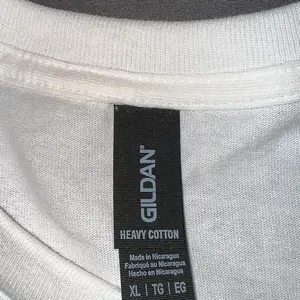 GILDAN®
HEAVY COTTON
Made in Nicaragua
Fabriqué au Nicaragua
Hecho en Nicaragua
XL | TG | EG